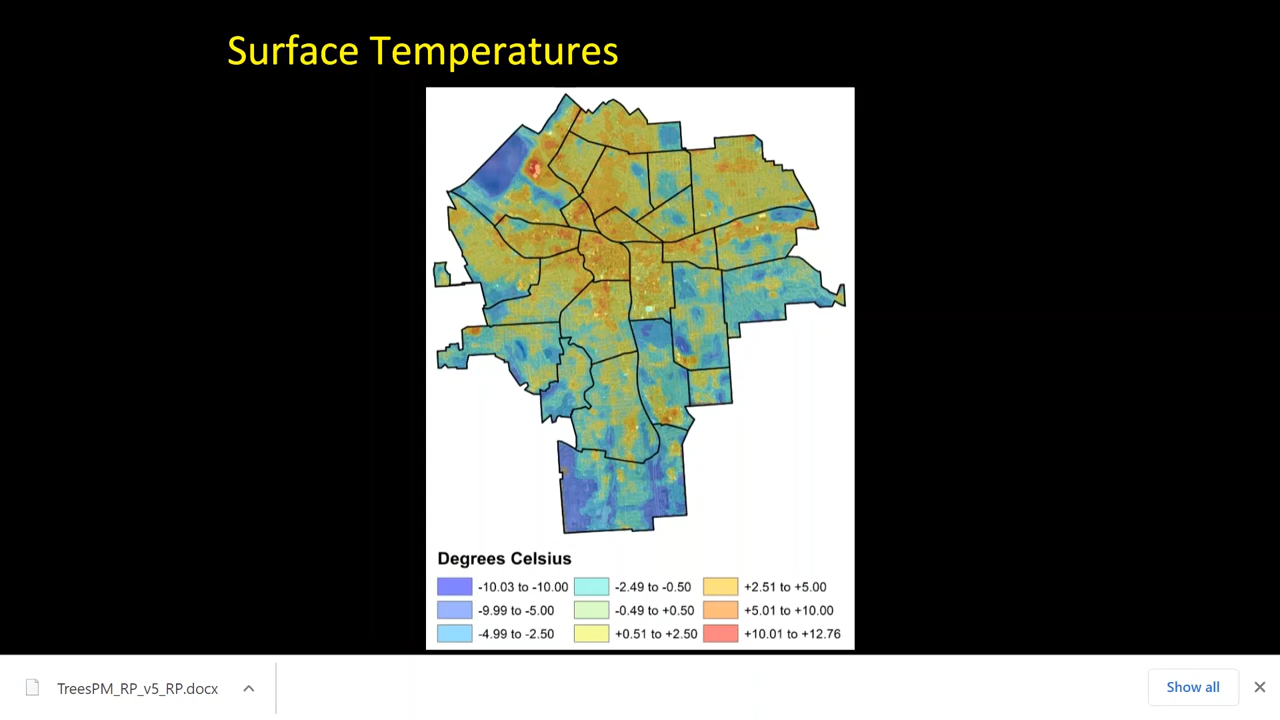 Surface Temperatures
Degrees Celsius
-10.03 to -10.00 -2.49 to -0.50 +2.51 to +5.00
-9.99 to -5.00 -0.49 to +0.50 +5.01 to +10.00
-4.99 to -2.50 +0.51 to +2.50 +10.01 to +12.76
TreesPM_RP_v5_RP.docx Show all